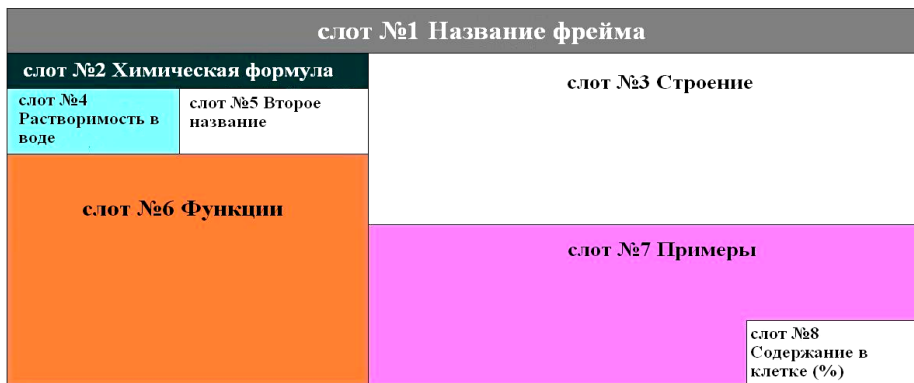 слот №1 Название фрейма
слот №2 Химическая формула
слот №3 Строение
слот №4
Растворимость в
воде
слот №5 Второе
название
слот №6 Функции
слот №7 Примеры
слот №8
Содержание в
клетке (%)